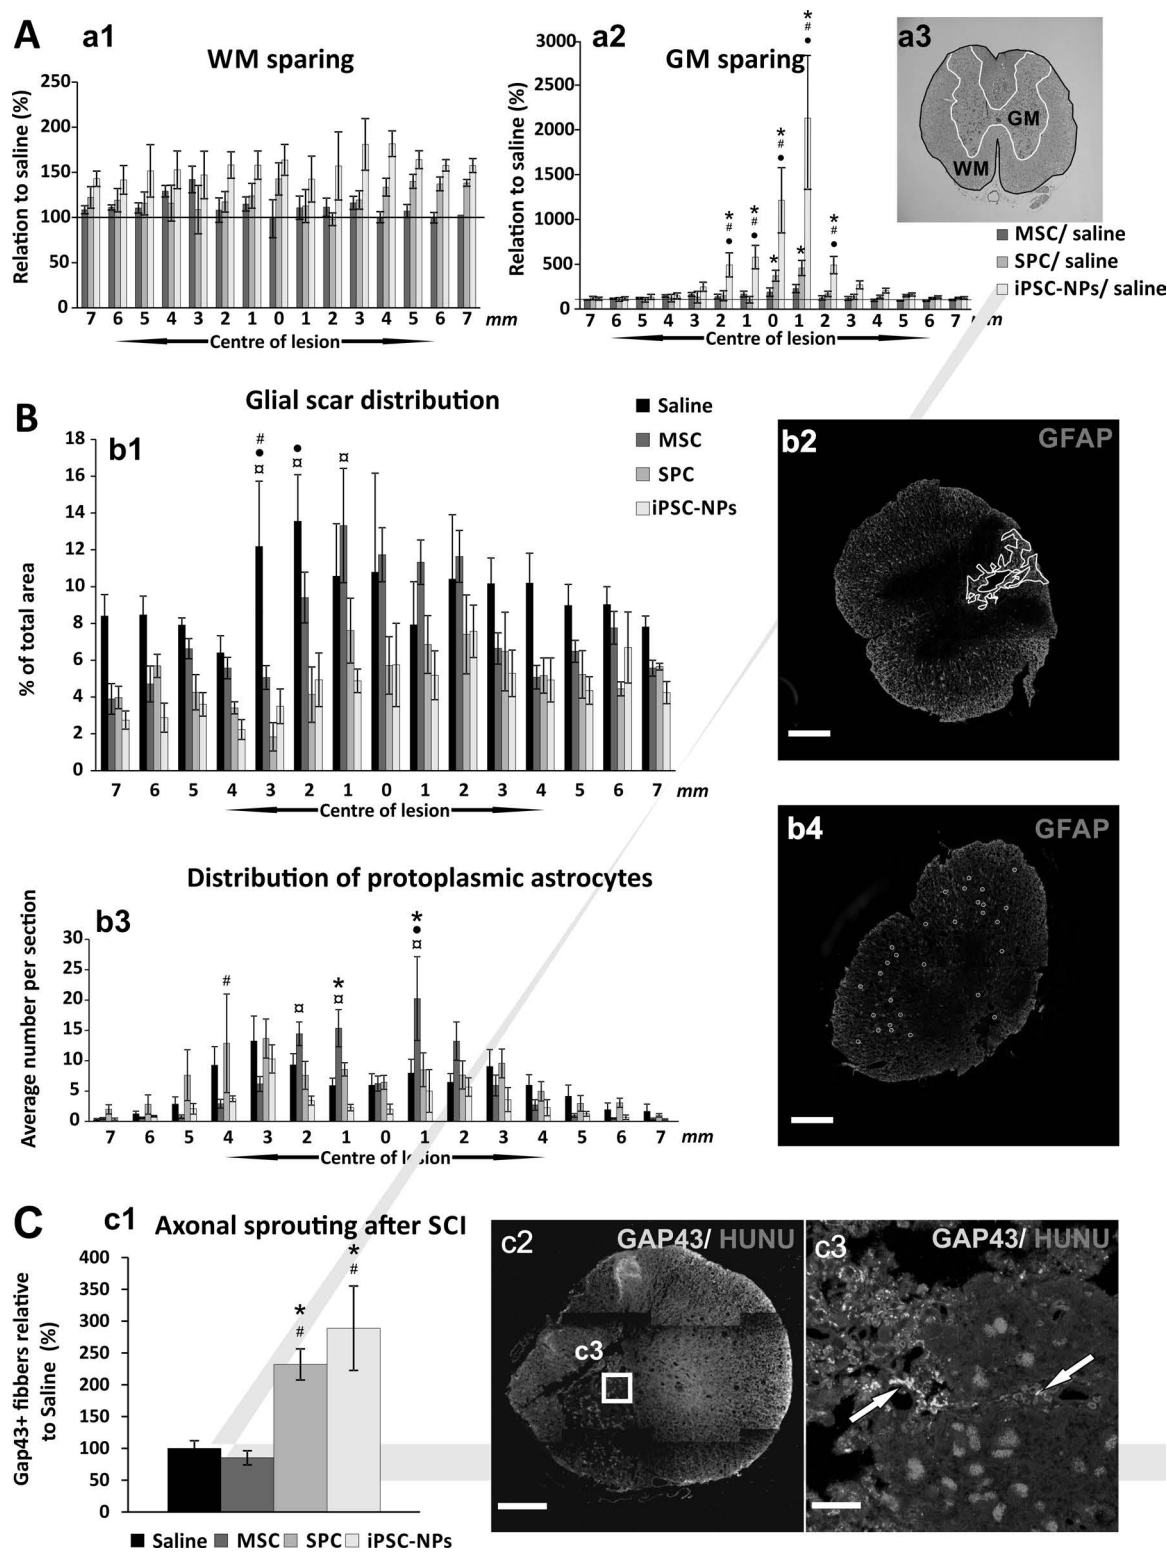 A
a1
WM sparing
Relation to saline (%)
250
200
150
100
50
0
7 6 5 4 3 2 1 0 1 2 3 4 5 6 7 mm
Centre of lesion
a2
GM sparing
Relation to saline (%)
3000
2500
2000
1500
1000
500
0
* # •
* # •
* # •
* # •
* # •
*
*
7 6 5 4 3 2 1 0 1 2 3 4 5 6 7 mm
Centre of lesion
a3
GM
WM
MSC/ saline
SPC/ saline
iPSC-NPs/ saline
B
Glial scar distribution
b1
% of total area
18
16
14
12
10
8
6
4
2
0
# • ¤
• ¤
¤
7 6 5 4 3 2 1 0 1 2 3 4 5 6 7 mm
Centre of lesion
Saline
MSC
SPC
iPSC-NPs
b2
GFAP
Distribution of protoplasmic astrocytes
b3
Average number per section
30
25
20
15
10
5
0
#
¤
* ¤
* • ¤
7 6 5 4 3 2 1 0 1 2 3 4 5 6 7 mm
Centre of lesion
b4
GFAP
C
c1
Axonal sprouting after SCI
Gap43+ fibbers relative
to Saline (%)
400
350
300
250
200
150
100
50
0
* #
* #
Saline MSC SPC iPSC-NPs
c2
GAP43/ HUNU
c3
c3
GAP43/ HUNU